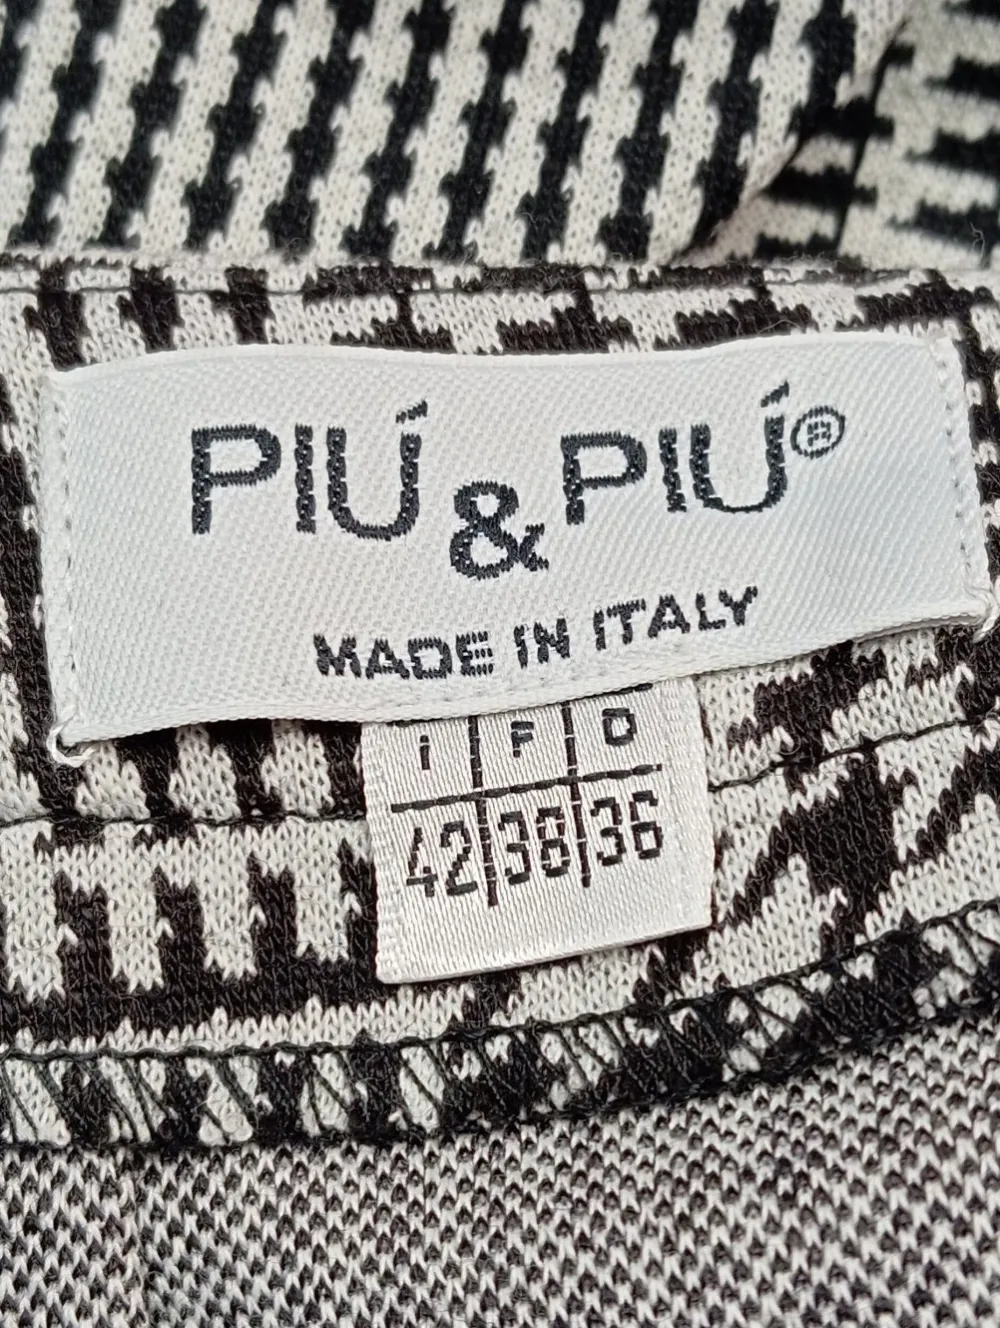 PIÚ & PIÚ®
MADE IN ITALY
I F D
42 38 36